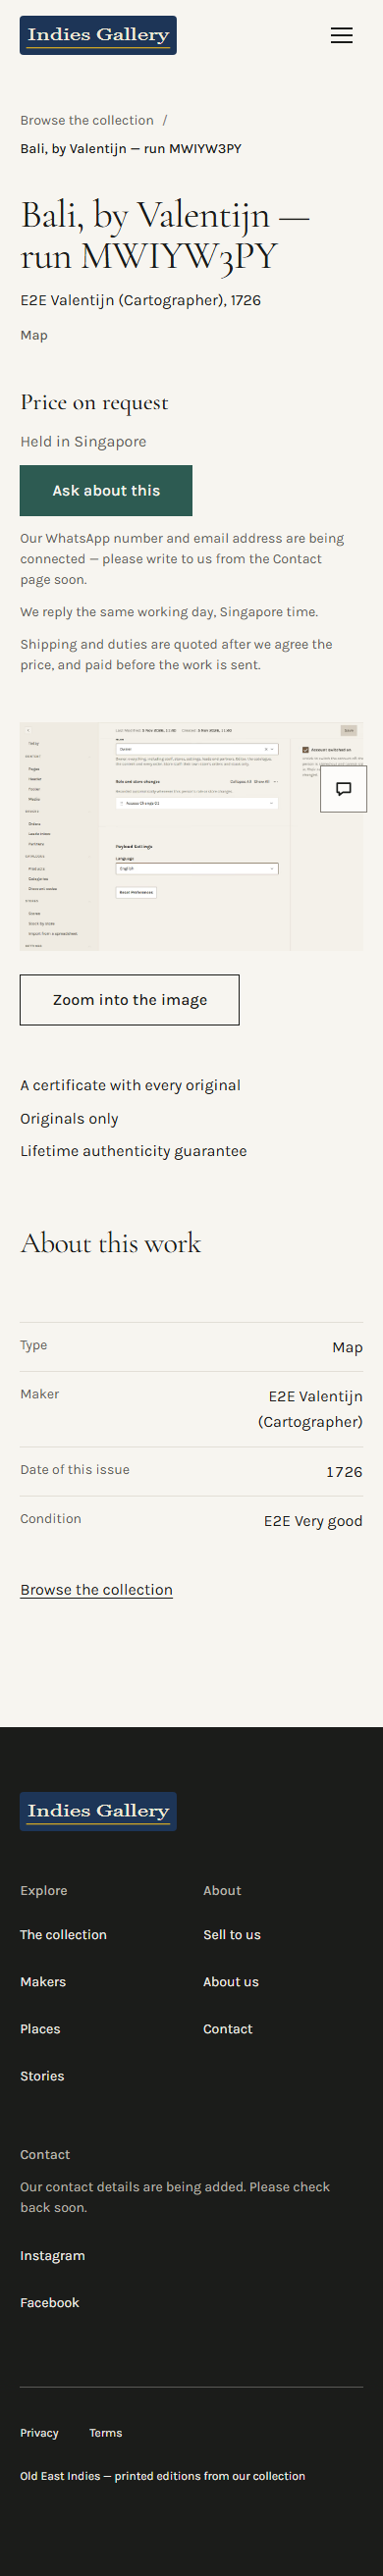 Indies Gallery
Browse the collection /
Bali, by Valentijn — run MWIYW3PY
Bali, by Valentijn —
run MWIYW3PY
E2E Valentijn (Cartographer), 1726
Map
Price on request
Held in Singapore
Ask about this
Our WhatsApp number and email address are being
connected — please write to us from the Contact
page soon.
We reply the same working day, Singapore time.
Shipping and duties are quoted after we agree the
price, and paid before the work is sent.
Owner
Payload Settings
Language
English
Reset Preferences
Zoom into the image
A certificate with every original
Originals only
Lifetime authenticity guarantee
About this work
Type Map
Maker E2E Valentijn
(Cartographer)
Date of this issue 1726
Condition E2E Very good
Browse the collection
Indies Gallery
Explore About
The collection Sell to us
Makers About us
Places Contact
Stories
Contact
Our contact details are being added. Please check
back soon.
Instagram
Facebook
Privacy Terms
Old East Indies — printed editions from our collection